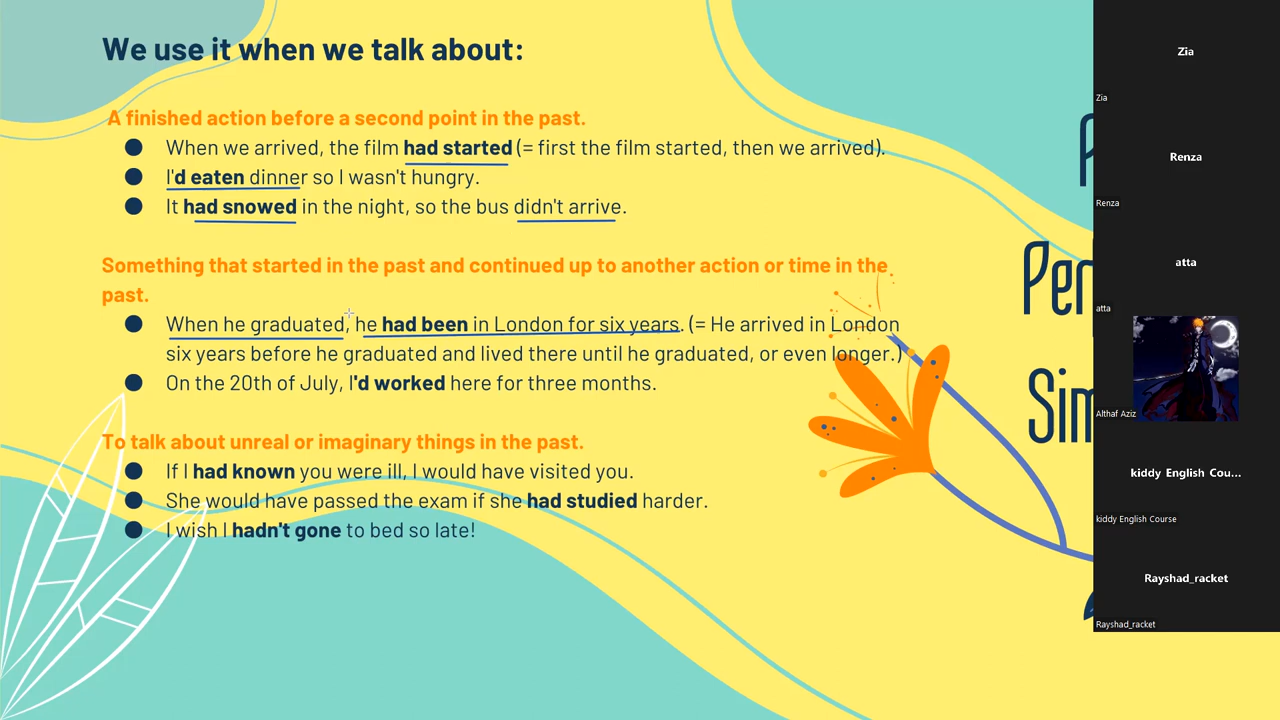 We use it when we talk about:
A finished action before a second point in the past.
● When we arrived, the film had started (= first the film started, then we arrived).
● I'd eaten dinner so I wasn't hungry.
● It had snowed in the night, so the bus didn't arrive.
Something that started in the past and continued up to another action or time in the
past.
● When he graduated, he had been in London for six years. (= He arrived in London
six years before he graduated and lived there until he graduated, or even longer.)
● On the 20th of July, I'd worked here for three months.
To talk about unreal or imaginary things in the past.
● If I had known you were ill, I would have visited you.
● She would have passed the exam if she had studied harder.
● I wish I hadn't gone to bed so late!
Per
Sim
Zia
Zia
Renza
Renza
atta
atta
Althaf Aziz
kiddy English Cou...
kiddy English Course
Rayshad_racket
Rayshad_racket